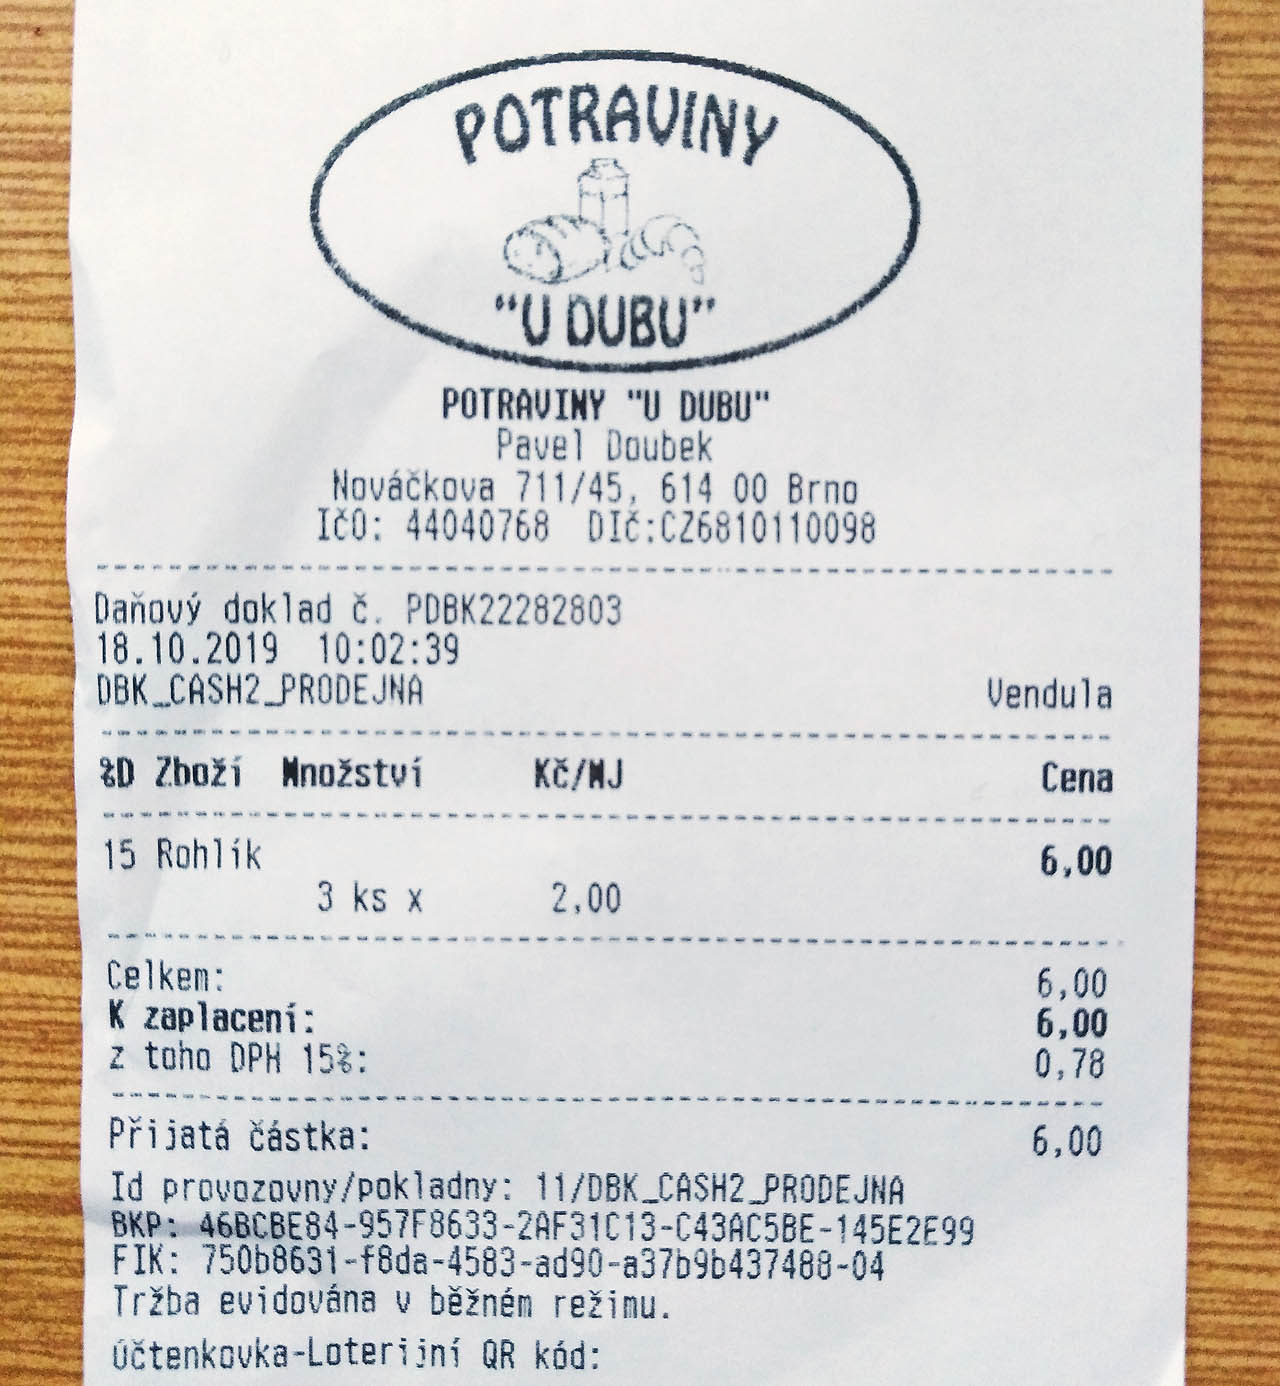 POTRAVINY
"U DUBU"
POTRAVINY "U DUBU"
Pavel Doubek
Nováčkova 711/45, 614 00 Brno
IČO: 44040768 DIČ:CZ6810110098
Daňový doklad č. PDBK22282803
18.10.2019 10:02:39
DBK_CASH2_PRODEJNA Vendula
%D Zboží Množství Kč/MJ Cena
15 Rohlík 6,00
3 ks x 2,00
Celkem: 6,00
K zaplacení: 6,00
z toho DPH 15%: 0,78
Přijatá částka: 6,00
Id provozovny/pokladny: 11/DBK_CASH2_PRODEJNA
BKP: 46BCBE84-957F8633-2AF31C13-C43AC5BE-145E2E99
FIK: 750b8631-f8da-4583-ad90-a37b9b437488-04
Tržba evidována v běžném režimu.
Účtenkovka-Loterijní QR kód: